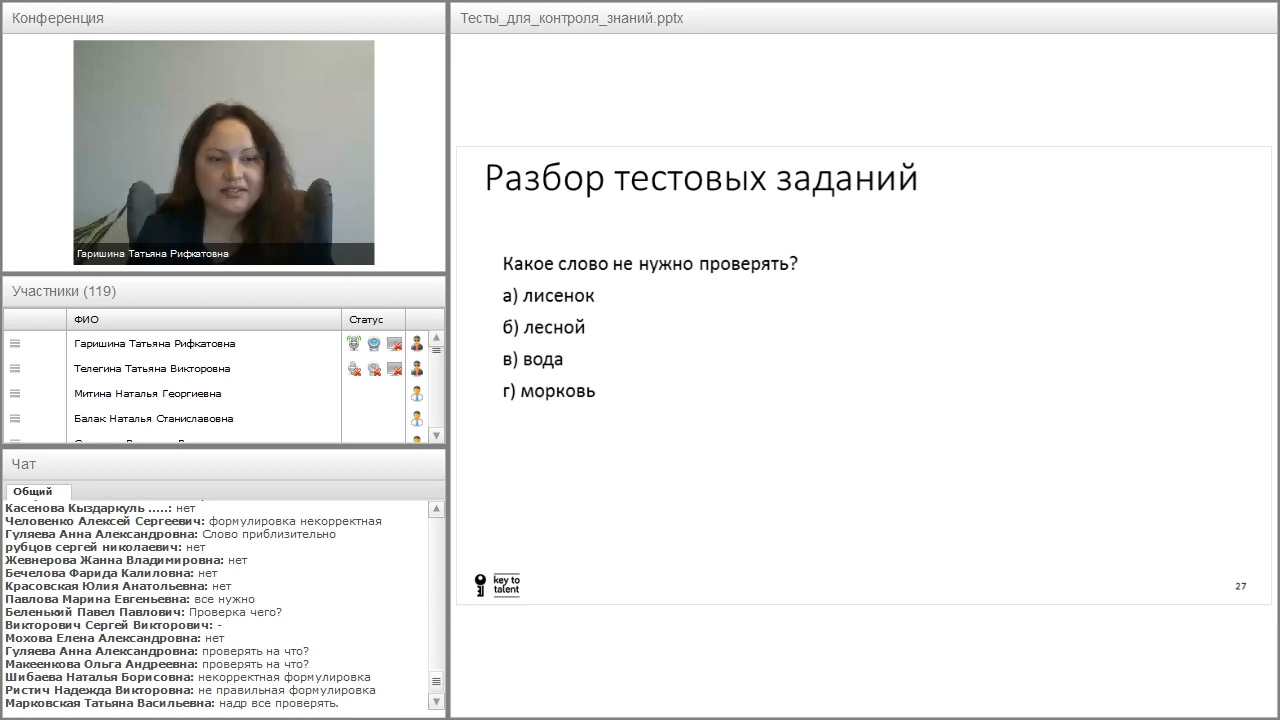 Конференция
Гаришина Татьяна Рифкатовна
Участники (119)
ФИО
Статус
Гаришина Татьяна Рифкатовна
Телегина Татьяна Викторовна
Митина Наталья Георгиевна
Балак Наталья Станиславовна
Чат
Общий
Касенова Кыздаркуль .....: нет
Человенко Алексей Сергеевич: формулировка некорректная
Гуляева Анна Александровна: Слово приблизительно
рубцов сергей николаевич: нет
Жевнерова Жанна Владимировна: нет
Бечелова Фарида Калиловна: нет
Красовская Юлия Анатольевна: нет
Павлова Марина Евгеньевна: все нужно
Беленький Павел Павлович: Проверка чего?
Викторович Сергей Викторович: -
Мохова Елена Александровна: нет
Гуляева Анна Александровна: проверять на что?
Макеенкова Ольга Андреевна: проверять на что?
Шибаева Наталья Борисовна: некорректная формулировка
Ристич Надежда Викторовна: не правильная формулировка
Марковская Татьяна Васильевна: надр все проверять.
Тесты_для_контроля_знаний.pptx
Разбор тестовых заданий
Какое слово не нужно проверять?
а) лисенок
б) лесной
в) вода
г) морковь
key to
talent
27